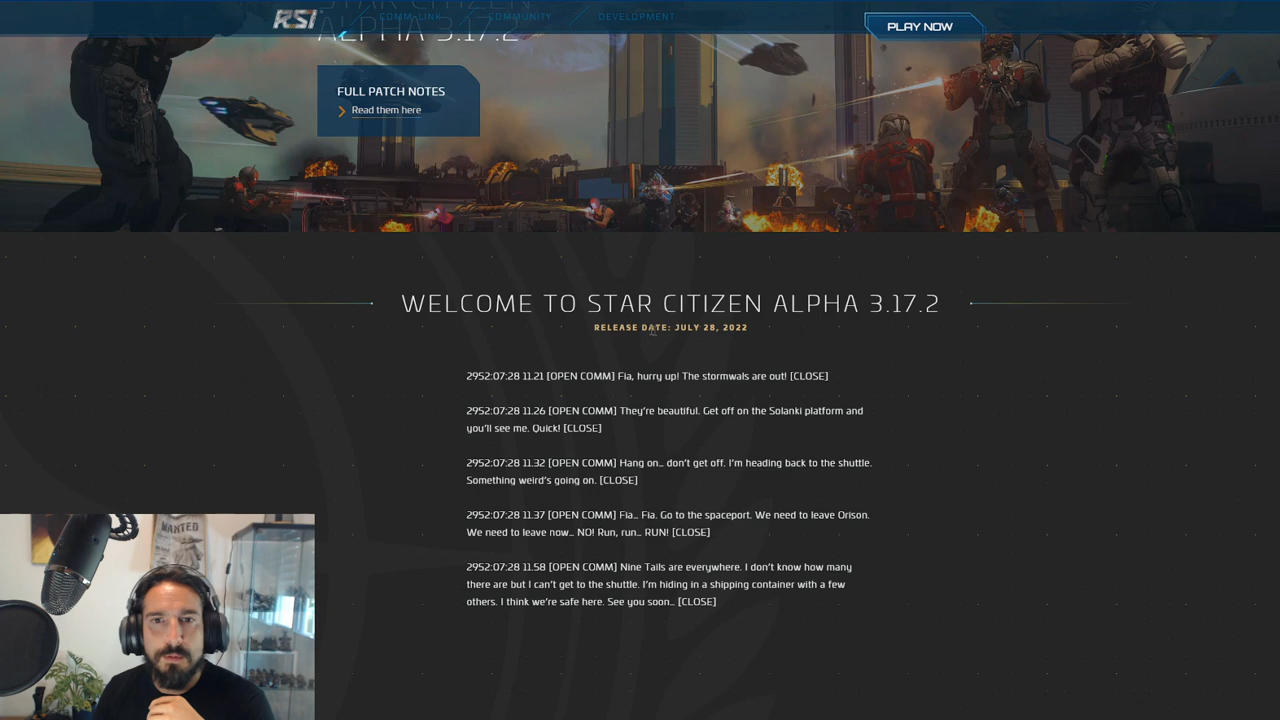 STAR CITIZEN
ALPHA 3.17.2
RSI
COMM-LINK
COMMUNITY
DEVELOPMENT
PLAY NOW
FULL PATCH NOTES
Read them here
WELCOME TO STAR CITIZEN ALPHA 3.17.2
RELEASE DATE: JULY 28, 2022
2952:07:28 11.21 [OPEN COMM] Fia, hurry up! The stormwals are out! [CLOSE]
2952:07:28 11.26 [OPEN COMM] They're beautiful. Get off on the Solanki platform and
you'll see me. Quick! [CLOSE]
2952:07:28 11.32 [OPEN COMM] Hang on... don't get off. I'm heading back to the shuttle.
Something weird's going on. [CLOSE]
2952:07:28 11.37 [OPEN COMM] Fia... Fia. Go to the spaceport. We need to leave Orison.
We need to leave now... NO! Run, run... RUN! [CLOSE]
2952:07:28 11.58 [OPEN COMM] Nine Tails are everywhere. I don't know how many
there are but I can't get to the shuttle. I'm hiding in a shipping container with a few
others. I think we're safe here. See you soon... [CLOSE]
WANTED